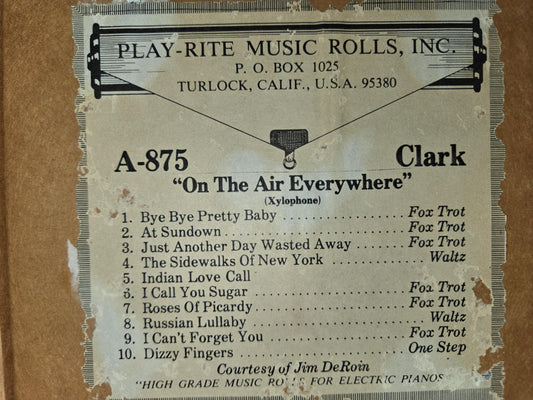 PLAY-RITE MUSIC ROLLS, INC.
P. O. BOX 1025
TURLOCK, CALIF., U.S.A. 95380
A-875 Clark
"On The Air Everywhere"
(Xylophone)
1. Bye Bye Pretty Baby .................... Fox Trot
2. At Sundown .................... Fox Trot
3. Just Another Day Wasted Away ........ Fox Trot
4. The Sidewalks Of New York .............. Waltz
5. Indian Love Call
6. I Call You Sugar .................... Fox Trot
7. Roses Of Picardy .................... Fox Trot
8. Russian Lullaby .................... Waltz
9. I Can't Forget You .................... Fox Trot
10. Dizzy Fingers .................... One Step
Courtesy of Jim DeRoin
"HIGH GRADE MUSIC ROLLS FOR ELECTRIC PIANOS